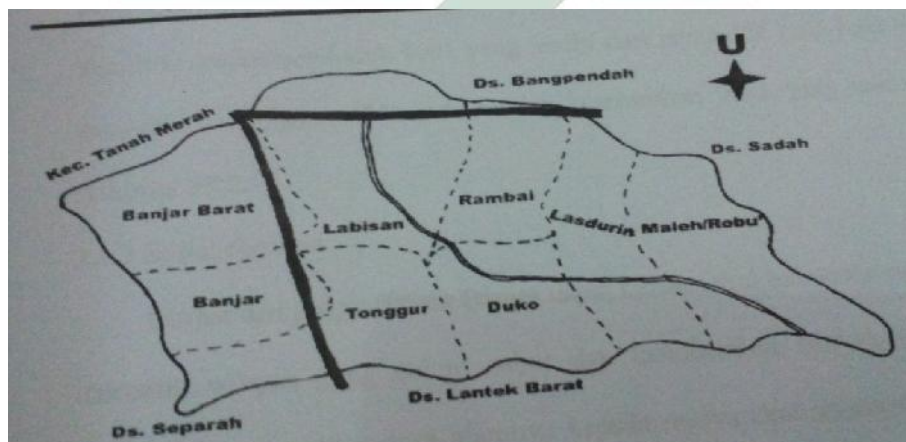 U
Ds. Bangpendah
Kec. Tanah Merah
Ds. Sadah
Banjar Barat
Rambai
Labisan
Lasdurin
Maleh/Robu'
Banjar
Tonggur
Duko
Ds. Lantek Barat
Ds. Separah